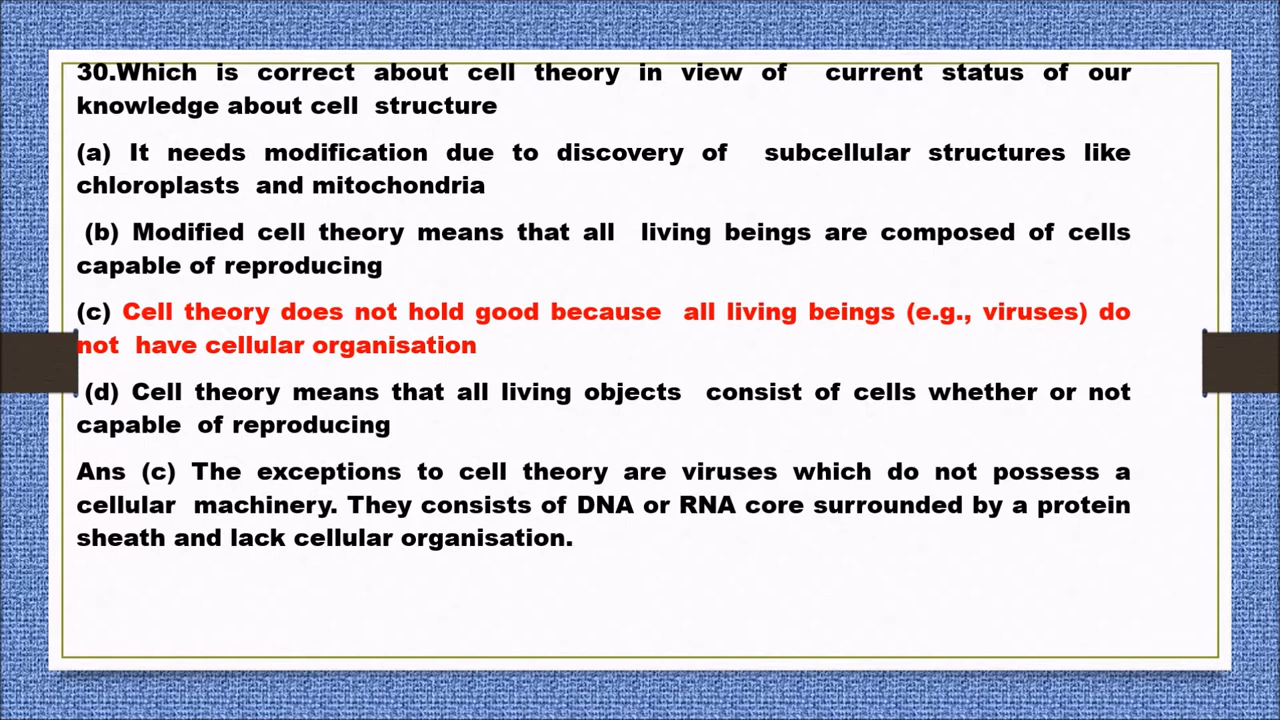 30.Which is correct about cell theory in view of current status of our
knowledge about cell structure
(a) It needs modification due to discovery of subcellular structures like
chloroplasts and mitochondria
(b) Modified cell theory means that all living beings are composed of cells
capable of reproducing
(c) Cell theory does not hold good because all living beings (e.g., viruses) do
not have cellular organisation
(d) Cell theory means that all living objects consist of cells whether or not
capable of reproducing
Ans (c) The exceptions to cell theory are viruses which do not possess a
cellular machinery. They consists of DNA or RNA core surrounded by a protein
sheath and lack cellular organisation.